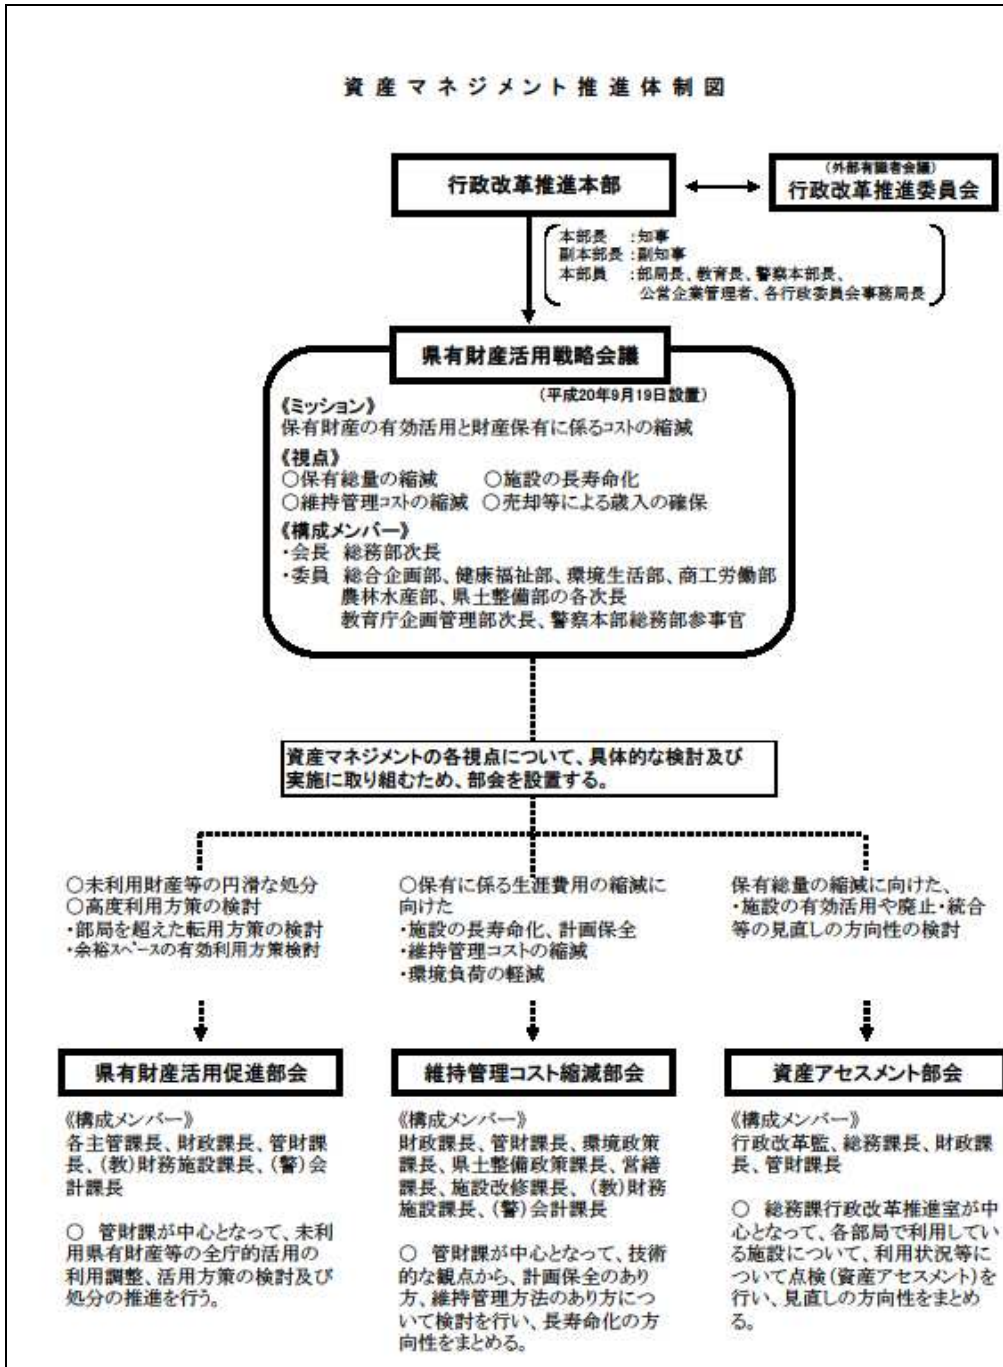 資産マネジメント推進体制図
行政改革推進本部
(外部有識者会議)
行政改革推進委員会
本部長　：知事
副本部長：副知事
本部員　：部局長、教育長、警察本部長、
公営企業管理者、各行政委員会事務局長
県有財産活用戦略会議
(平成20年9月19日設置)
《ミッション》
保有財産の有効活用と財産保有に係るコストの縮減
《視点》
○保有総量の縮減　○施設の長寿命化
○維持管理コストの縮減　○売却等による歳入の確保
《構成メンバー》
・会長　総務部次長
・委員　総合企画部、健康福祉部、環境生活部、商工労働部
農林水産部、県土整備部の各次長
教育庁企画管理部次長、警察本部総務部参事官
資産マネジメントの各視点について、具体的な検討及び
実施に取り組むため、部会を設置する。
○未利用財産等の円滑な処分
○高度利用方策の検討
・部局を超えた転用方策の検討
・余裕スペースの有効利用方策検討
県有財産活用促進部会
《構成メンバー》
各主管課長、財政課長、管財課
長、(教)財務施設課長、(警)会
計課長
○　管財課が中心となって、未利
用県有財産等の全庁的活用の
利用調整、活用方策の検討及び
処分の推進を行う。
○保有に係る生涯費用の縮減に
向けた
・施設の長寿命化、計画保全
・維持管理コストの縮減
・環境負荷の軽減
維持管理コスト縮減部会
《構成メンバー》
財政課長、管財課長、環境政策
課長、県土整備政策課長、営繕
課長、施設改修課長、(教)財務
施設課長、(警)会計課長
○　管財課が中心となって、技術
的な観点から、計画保全のあり
方、維持管理方法のあり方につ
いて検討を行い、長寿命化の方
向性をまとめる。
保有総量の縮減に向けた、
・施設の有効活用や廃止・統合
等の見直しの方向性の検討
資産アセスメント部会
《構成メンバー》
行政改革監、総務課長、財政課
長、管財課長
○　総務課行政改革推進室が中
心となって、各部局で利用してい
る施設について、利用状況等に
ついて点検(資産アセスメント)を
行い、見直しの方向性をまとめ
る。